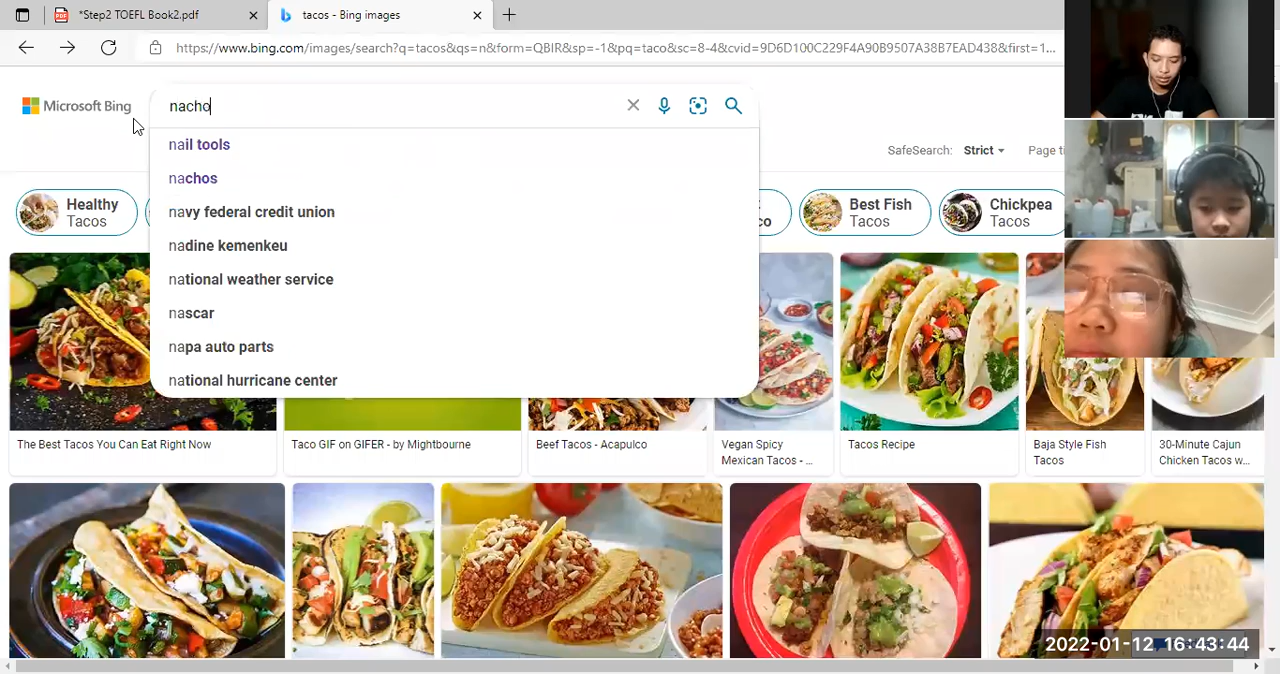 *Step2 TOEFL Book2.pdf
tacos - Bing images
https://www.bing.com/images/search?q=tacos&qs=n&form=QBIR&sp=-1&pq=taco&sc=8-4&cvid=9D6D100C229F4A90B9507A38B7EAD438&first=1...
Microsoft Bing
nacho
nail tools
nachos
navy federal credit union
nadine kemenkeu
national weather service
nascar
napa auto parts
national hurricane center
SafeSearch: Strict
Page ti
Healthy
Tacos
co
Best Fish
Tacos
Chickpea
Tacos
The Best Tacos You Can Eat Right Now
Taco GIF on GIFER - by Mightbourne
Beef Tacos - Acapulco
Vegan Spicy
Mexican Tacos - ...
Tacos Recipe
Baja Style Fish
Tacos
30-Minute Cajun
Chicken Tacos w...
2022-01-12 16:43:44